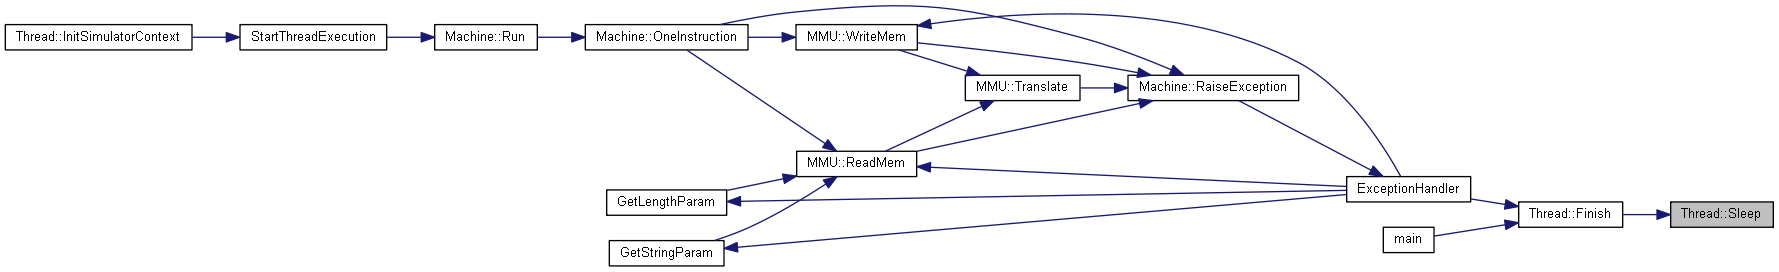 Thread::InitSimulatorContext
StartThreadExecution
Machine::Run
Machine::OneInstruction
MMU::WriteMem
MMU::Translate
Machine::RaiseException
MMU::ReadMem
GetLengthParam
GetStringParam
ExceptionHandler
Thread::Finish
Thread::Sleep
main